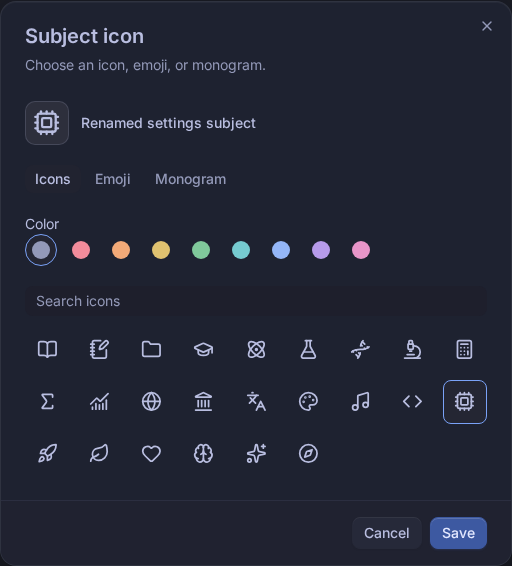 Subject icon
Choose an icon, emoji, or monogram.
Renamed settings subject
Icons Emoji Monogram
Color
Search icons
Cancel Save